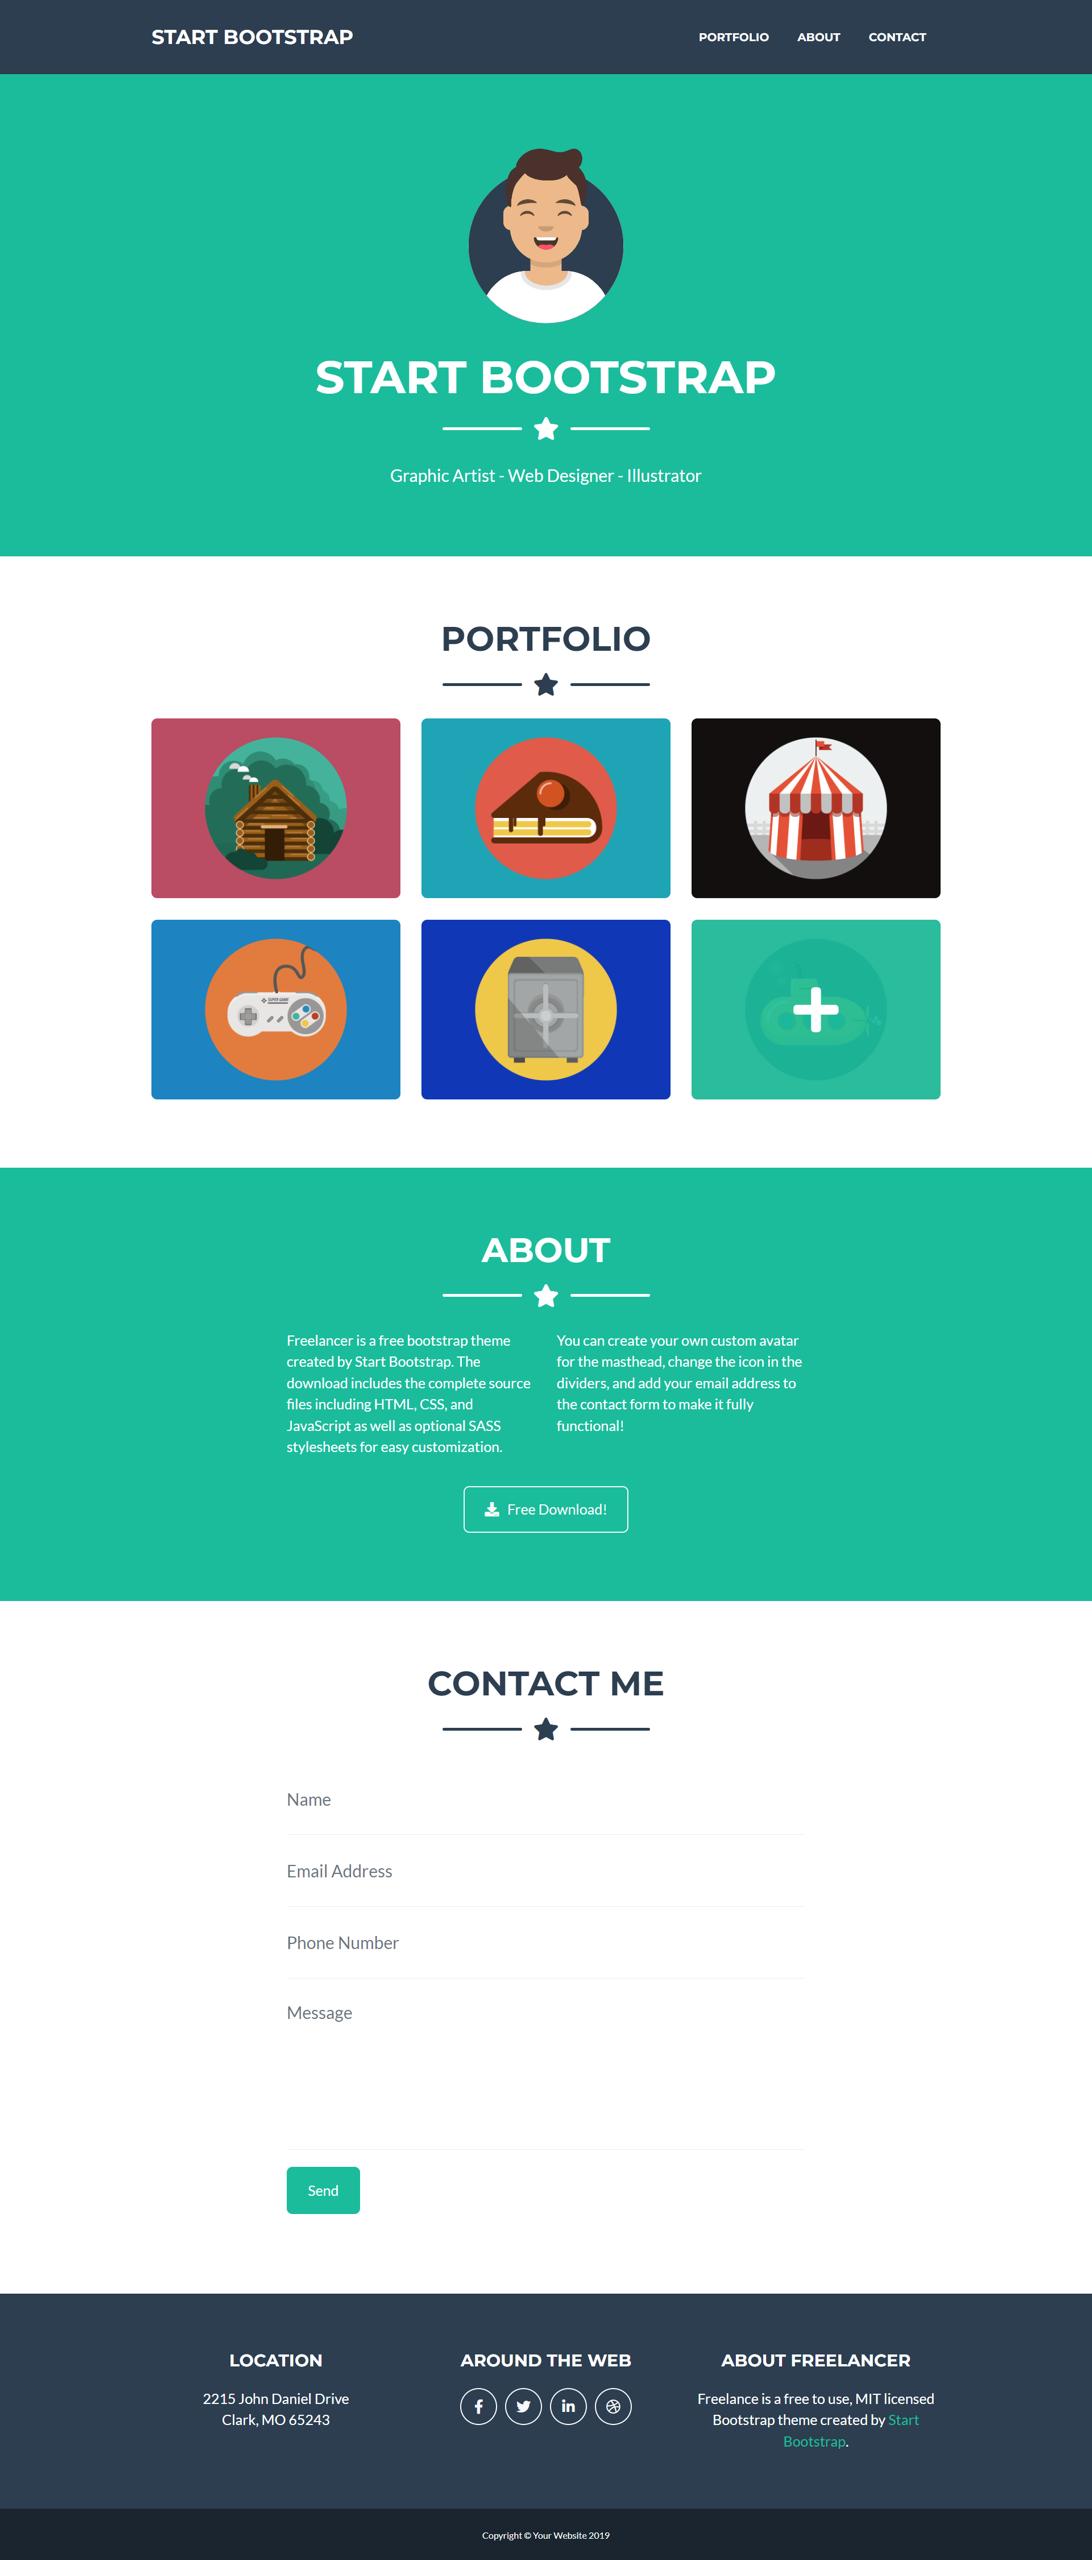 START BOOTSTRAP
PORTFOLIO
ABOUT
CONTACT
START BOOTSTRAP
Graphic Artist - Web Designer - Illustrator
PORTFOLIO
SUPER GAME
ABOUT
Freelancer is a free bootstrap theme
created by Start Bootstrap. The
download includes the complete source
files including HTML, CSS, and
JavaScript as well as optional SASS
stylesheets for easy customization.
You can create your own custom avatar
for the masthead, change the icon in the
dividers, and add your email address to
the contact form to make it fully
functional!
Free Download!
CONTACT ME
Name
Email Address
Phone Number
Message
Send
LOCATION
2215 John Daniel Drive
Clark, MO 65243
AROUND THE WEB
ABOUT FREELANCER
Freelance is a free to use, MIT licensed
Bootstrap theme created by Start
Bootstrap.
Copyright © Your Website 2019